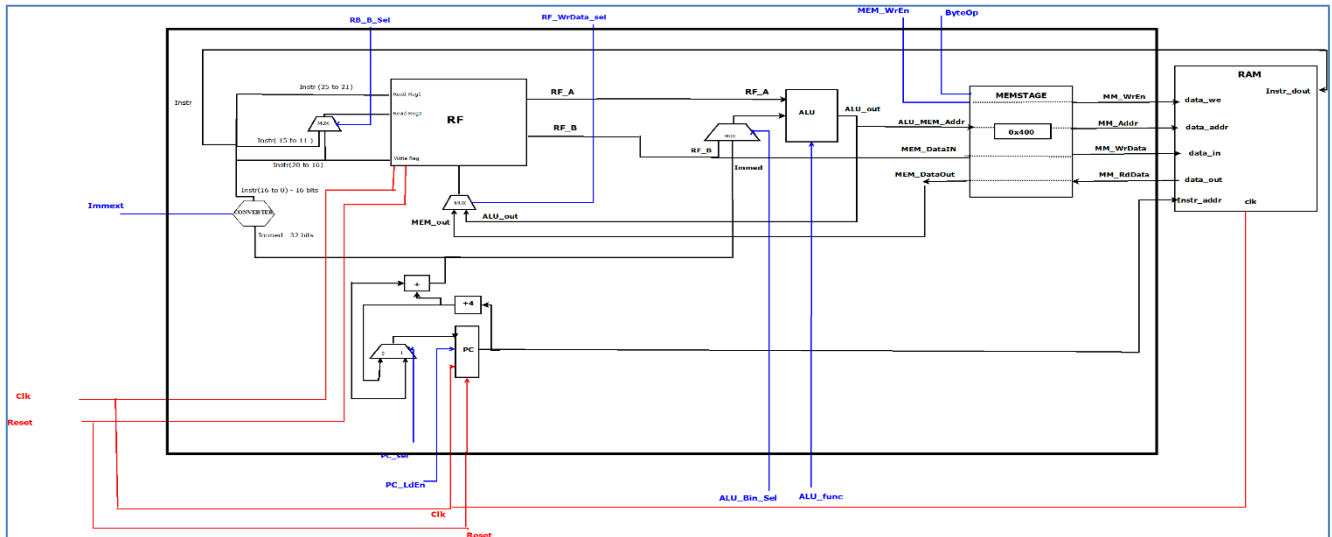 MEM_WrEn
ByteOp
RB_B_Sel
RF_WrData_sel
Instr
Instr (25 to 21)
Read Reg1
Read Reg2
MUX
Instr( 15 to 11 )
Instr(20 to 16)
Write Reg
RF
RF_A
RF_B
RF_A
MUX
RF_B
Immed
ALU
ALU_out
MEMSTAGE
0x400
ALU_MEM_Addr
MEM_DataIN
MEM_DataOut
MM_WrEn
MM_Addr
MM_WrData
MM_RdData
RAM
Instr_dout
data_we
data_addr
data_in
data_out
Instr_addr
clk
Instr(16 to 0) - 16 bits
Immext
CONVERTER
Immed 32 bits
MUX
MEM_out
ALU_out
+
+4
PC
0 1
Clk
Reset
PC_sel
PC_LdEn
Clk
Reset
ALU_Bin_Sel
ALU_func